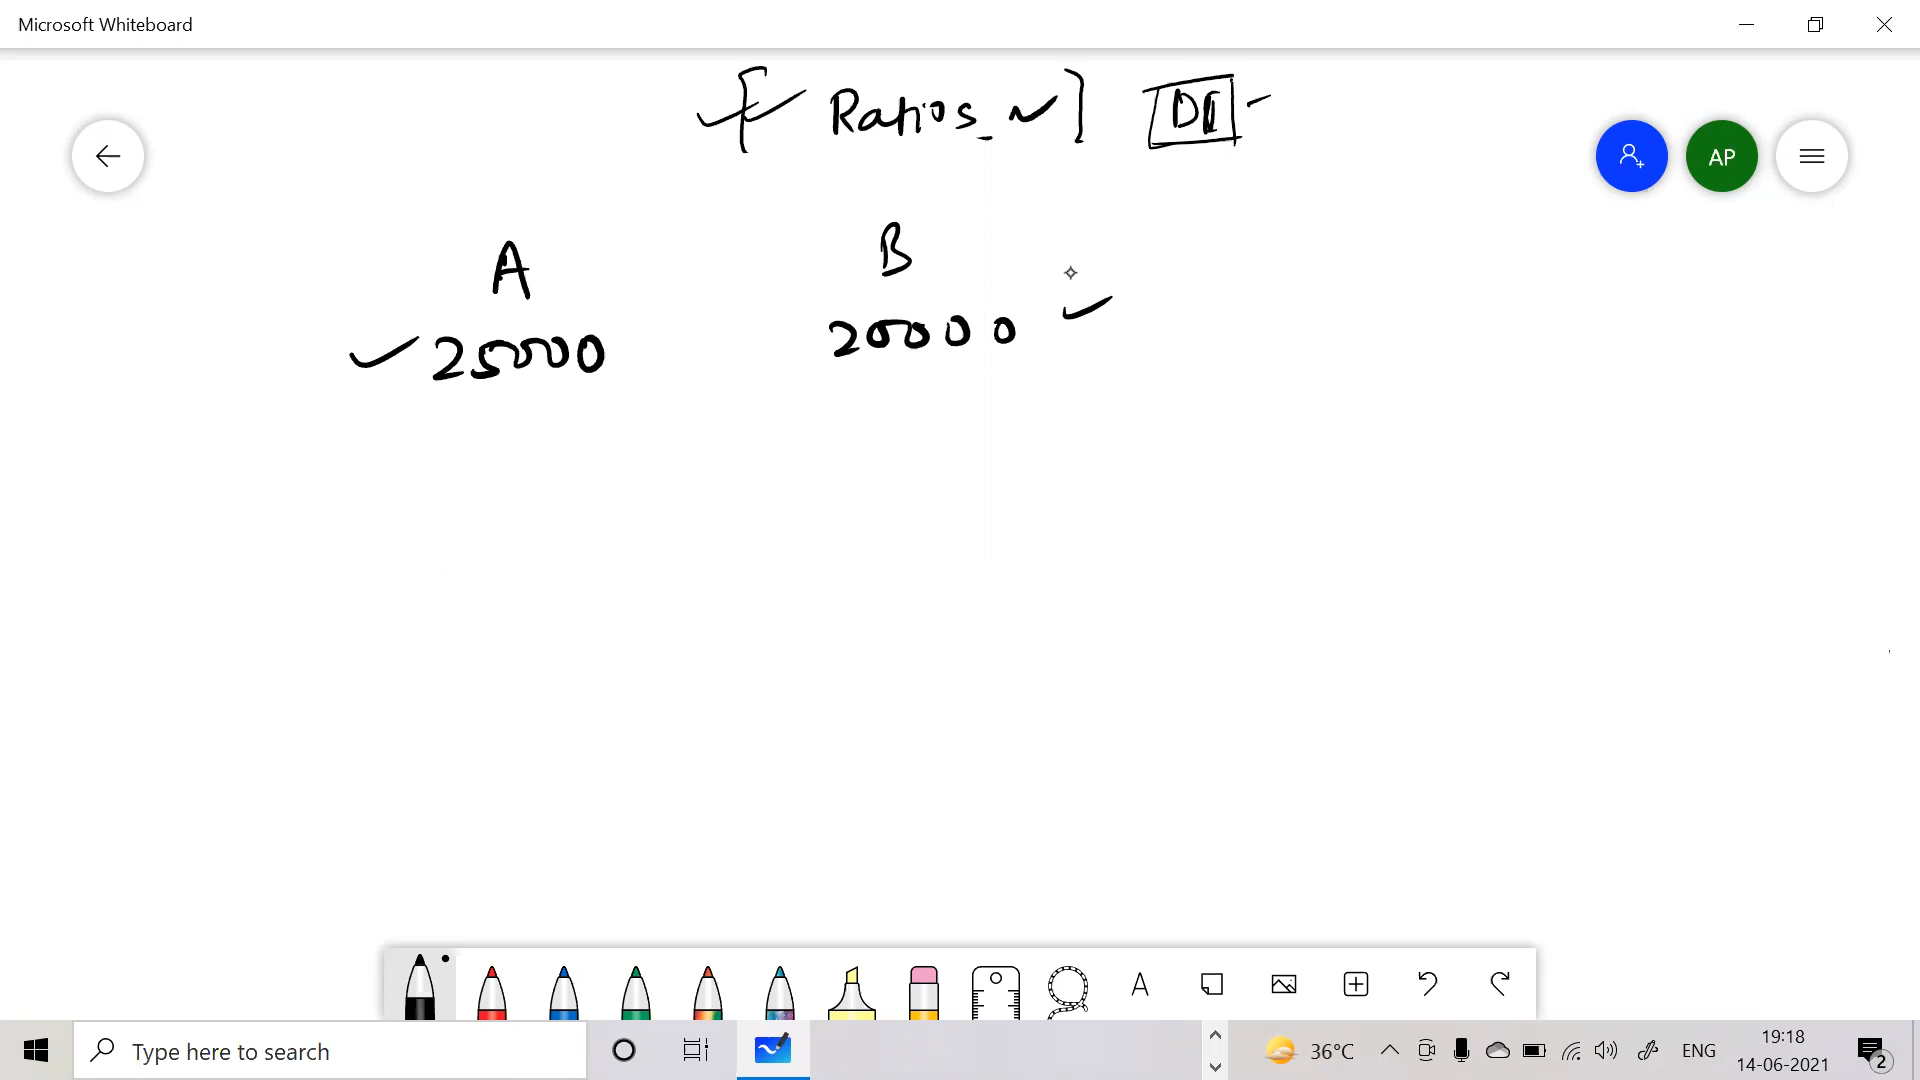 Microsoft Whiteboard
Ratios DI
AP
A B
25000 20000
A
Type here to search
36°C ENG 19:18
14-06-2021
2